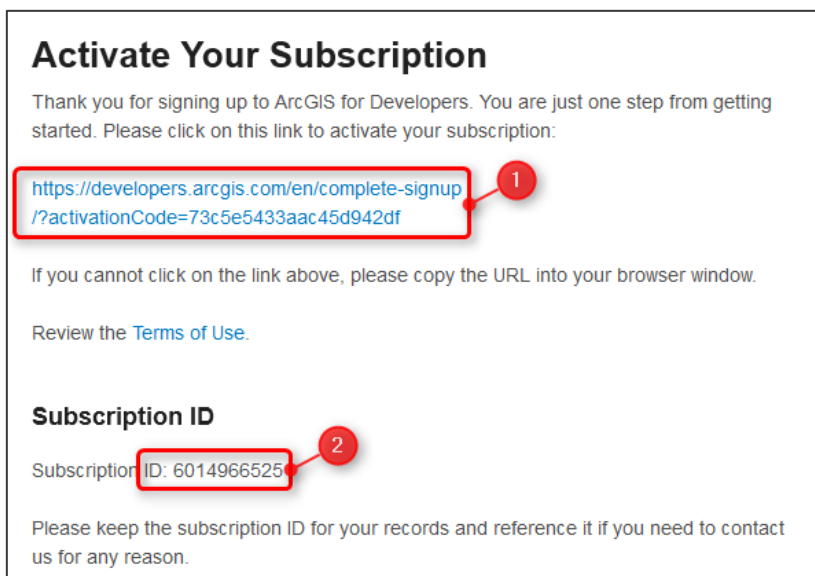 Activate Your Subscription
Thank you for signing up to ArcGIS for Developers. You are just one step from getting
started. Please click on this link to activate your subscription:
https://developers.arcgis.com/en/complete-signup
1
/?activationCode=73c5e5433aac45d942df
If you cannot click on the link above, please copy the URL into your browser window.
Review the Terms of Use.
Subscription ID
2
Subscription ID: 6014966525
Please keep the subscription ID for your records and reference it if you need to contact
us for any reason.